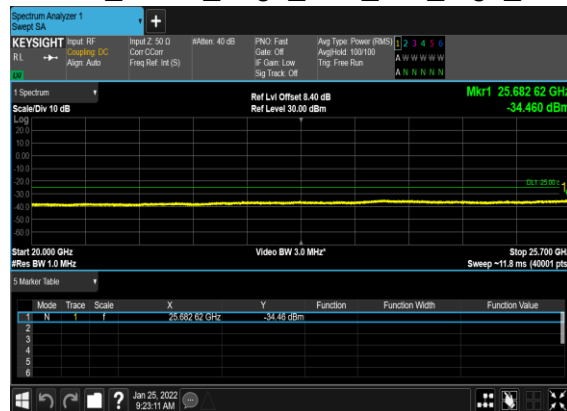 Spectrum Analyzer 1
Swept SA
+
KEYSIGHT Input: RF Input Z: 50 Ω #Atten: 40 dB PNO: Fast Avg Type: Power (RMS) 1 2 3 4 5 6
RL Coupling: DC Corr CCorr Gate: Off Avg|Hold: 100/100 A W W W W W
Align: Auto Freq Ref: Int (S) IF Gain: Low Trig: Free Run
Sig Track: Off A N N N N N
LW
1 Spectrum Ref Lvl Offset 8.40 dB Mkr1 25.682 62 GHz
Scale/Div 10 dB Ref Level 30.00 dBm -34.460 dBm
Log
20.0
10.0
0.00
-10.0
-20.0
DL1 -25.00
1
-30.0
-40.0
-50.0
-60.0
Start 20.000 GHz Video BW 3.0 MHz* Stop 25.700 GH
#Res BW 1.0 MHz Sweep ~11.8 ms (40001 pts
5 Marker Table
Mode Trace Scale X Y Function Function Width Function Value
1 N 1 f 25.682 62 GHz -34.46 dBm
2
3
4
5
6
? Jan 25, 2022
9:23:11 AM